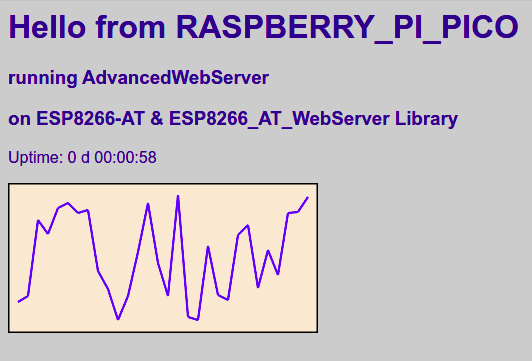 Hello from RASPBERRY_PI_PICO
running AdvancedWebServer
on ESP8266-AT & ESP8266_AT_WebServer Library
Uptime: 0 d 00:00:58